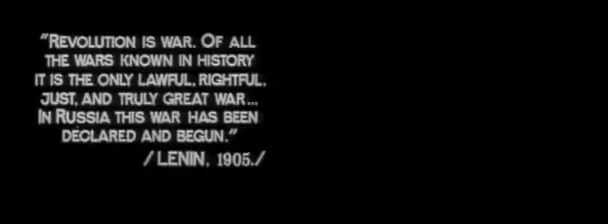 "REVOLUTION IS WAR. OF ALL
THE WARS KNOWN IN HISTORY
IT IS THE ONLY LAWFUL, RIGHTFUL,
JUST, AND TRULY GREAT WAR...
IN RUSSIA THIS WAR HAS BEEN
DECLARED AND BEGUN."
/LENIN, 1905./